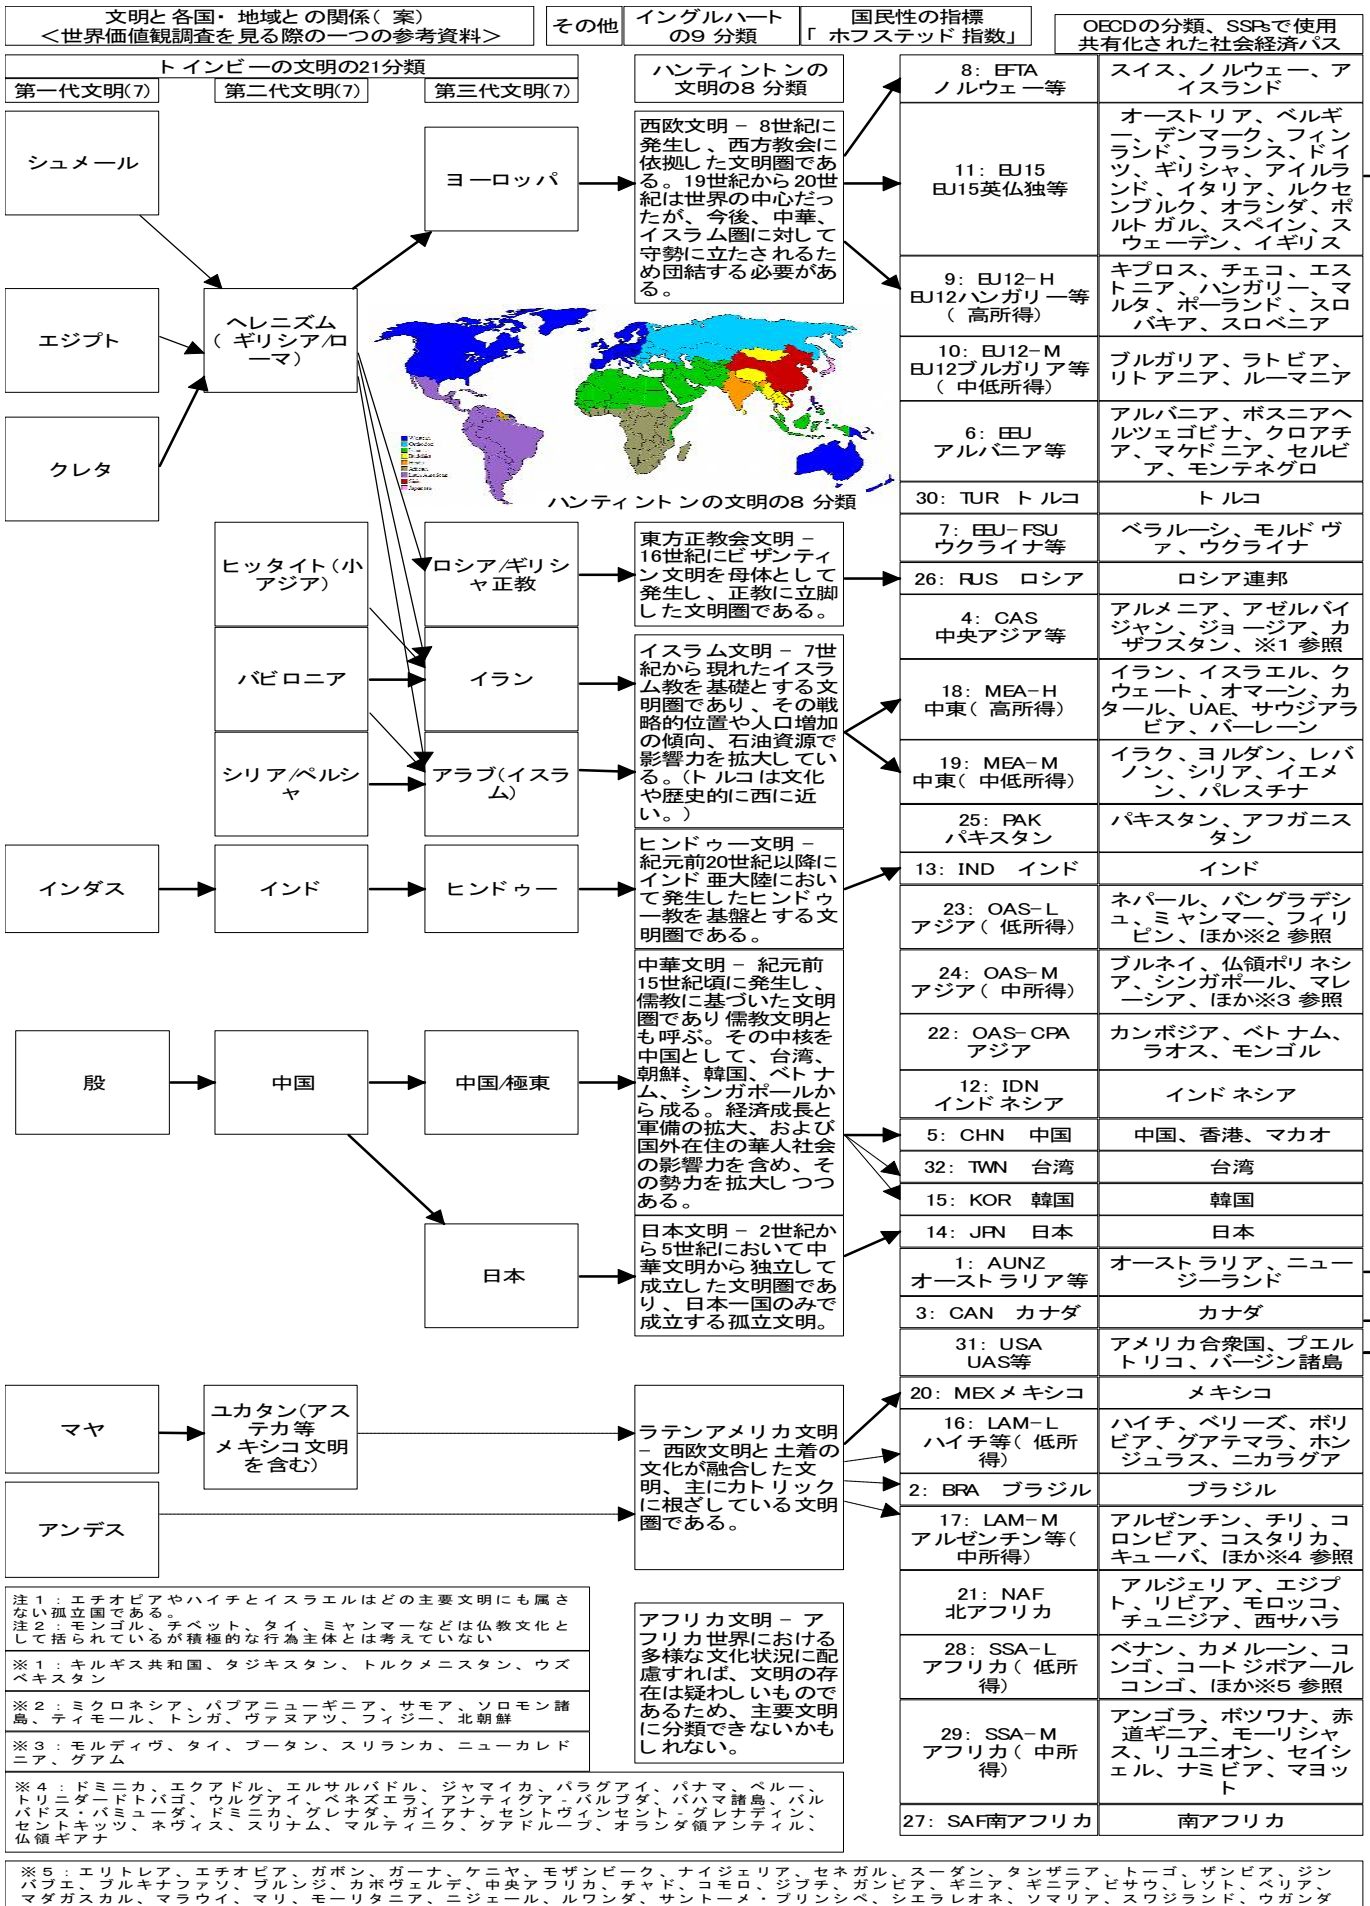 文明と各国・地域との関係(案)
＜世界価値観調査を見る際の一つの参考資料＞
その他
イングルハート
の9 分類
国民性の指標
「 ホフステッド 指数」
OECDの分類、SSPsで使用
共有化された社会経済パス
トインビーの文明の21分類
第一代文明(7)
第二代文明(7)
第三代文明(7)
ハンティントンの
文明の8 分類
シュメール
エジプト
クレタ
ヘレニズム
( ギリシア/ロ
ーマ)
ヨーロッパ
西欧文明 － 8世紀に
発生し、西方教会に
依拠した文明圏であ
る。19世紀から20世
紀は世界の中心だっ
たが、今後、中華、
イスラム圏に対して
守勢に立たされるた
め団結する必要があ
る。
ハンティントンの文明の8 分類
ヒッタイト(小
アジア)
バビロニア
シリア/ペルシ
ャ
ロシア/ギリシ
ャ正教
イラン
アラブ(イスラ
ム)
東方正教会文明 －
16世紀にビザンティ
ン文明を母体として
発生し、正教に立脚
した文明圏である。
イスラム文明 － 7世
紀から現れたイスラ
ム教を基礎とする文
明圏であり、その戦
略的位置や人口増加
の傾向、石油資源で
影響力を拡大してい
る。(トルコは文化
や歴史的に西に近
い。)
インダス
インド
ヒンドゥー
ヒンドゥー文明 －
紀元前20世紀以降に
インド亜大陸におい
て発生したヒンドゥ
ー教を基盤とする文
明圏である。
殷
中国
中国/極東
中華文明 － 紀元前
15世紀頃に発生し、
儒教に基づいた文明
圏であり儒教文明と
も呼ぶ。その中核を
中国として、台湾、
朝鮮、韓国、ベトナ
ム、シンガポールか
ら成る。経済成長と
軍備の拡大、および
国外在住の華人社会
の影響力を含め、そ
の勢力を拡大しつつ
ある。
日本
日本文明 － 2世紀か
ら5世紀において中
華文明から独立して
成立した文明圏であ
り、日本一国のみで
成立する孤立文明。
マヤ
ユカタン(アス
テカ等
メキシコ文明
を含む)
アンデス
ラテンアメリカ文明
－ 西欧文明と土着の
文化が融合した文
明、主にカトリック
に根ざしている文明
圏である。
アフリカ文明 － ア
フリカ世界における
多様な文化状況に配
慮すれば、文明の存
在は疑わしいもので
あるため、主要文明
に分類できないかも
しれない。
8: EFTA
ノルウェー等
スイス、ノルウェー、ア
イスランド
11: EU15
EU15英仏独等
オーストリア、ベルギ
ー、デンマーク、フィン
ランド、フランス、ドイ
ツ、ギリシャ、アイルラ
ンド、イタリア、ルクセ
ンブルク、オランダ、ポ
ルトガル、スペイン、ス
ウェーデン、イギリス
9: EU12-H
EU12ハンガリー等
( 高所得)
キプロス、チェコ、エス
トニア、ハンガリー、マ
ルタ、ポーランド、スロ
バキア、スロベニア
10: EU12-M
EU12ブルガリア等
( 中低所得)
ブルガリア、ラトビア、
リトアニア、ルーマニア
6: EEU
アルバニア等
アルバニア、ボスニアヘ
ルツェゴビナ、クロアチ
ア、マケドニア、セルビ
ア、モンテネグロ
30: TUR トルコ
トルコ
7: EEU-FSU
ウクライナ等
ベラルーシ、モルドヴ
ァ、ウクライナ
26: RUS ロシア
ロシア連邦
4: CAS
中央アジア等
アルメニア、アゼルバイ
ジャン、ジョージア、カ
ザフスタン、※1 参照
18: MEA-H
中東( 高所得)
イラン、イスラエル、ク
ウェート、オマーン、カ
タール、UAE、サウジアラ
ビア、バーレーン
19: MEA-M
中東( 中低所得)
イラク、ヨルダン、レバ
ノン、シリア、イエメ
ン、パレスチナ
25: PAK
パキスタン
パキスタン、アフガニス
タン
13: IND インド
インド
23: OAS-L
アジア( 低所得)
ネパール、バングラデシ
ュ、ミャンマー、フィリ
ピン、ほか※2 参照
24: OAS-M
アジア( 中所得)
ブルネイ、仏領ポリネシ
ア、シンガポール、マレ
ーシア、ほか※3 参照
22: OAS-CPA
アジア
カンボジア、ベトナム、
ラオス、モンゴル
12: IDN
インドネシア
インドネシア
5: CHN 中国
中国、香港、マカオ
32: TWN 台湾
台湾
15: KOR 韓国
韓国
14: JPN 日本
日本
1: AUNZ
オーストラリア等
オーストラリア、ニュー
ジーランド
3: CAN カナダ
カナダ
31: USA
UAS等
アメリカ合衆国、プエル
トリコ、バージン諸島
20: MEXメキシコ
メキシコ
16: LAM-L
ハイチ等( 低所
得)
ハイチ、ベリーズ、ボリ
ビア、グアテマラ、ホン
ジュラス、ニカラグア
2: BRA ブラジル
ブラジル
17: LAM-M
アルゼンチン等(
中所得)
アルゼンチン、チリ、コ
ロンビア、コスタリカ、
キューバ、ほか※4 参照
21: NAF
北アフリカ
アルジェリア、エジプ
ト、リビア、モロッコ、
チュニジア、西サハラ
28: SSA-L
アフリカ( 低所
得)
ベナン、カメルーン、コ
ンゴ、コートジボアール
コンゴ、ほか※5 参照
29: SSA-M
アフリカ( 中所
得)
アンゴラ、ボツワナ、赤
道ギニア、モーリシャ
ス、リユニオン、セイシ
ェル、ナミビア、マヨッ
ト
27: SAF南アフリカ
南アフリカ
注1：エチオピアやハイチとイスラエルはどの主要文明にも属さ
ない孤立国である。
注2：モンゴル、チベット、タイ、ミャンマーなどは仏教文化と
して括られているが積極的な行為主体とは考えていない
※1：キルギス共和国、タジキスタン、トルクメニスタン、ウズ
ベキスタン
※2：ミクロネシア、パプアニューギニア、サモア、ソロモン諸
島、ティモール、トンガ、ヴァヌアツ、フィジー、北朝鮮
※3：モルディヴ、タイ、ブータン、スリランカ、ニューカレド
ニア、グアム
※4：ドミニカ、エクアドル、エルサルバドル、ジャマイカ、パラグアイ、パナマ、ペルー、
トリニダードトバゴ、ウルグアイ、ベネズエラ、アンティグア-バルブダ、バハマ諸島、バル
バドス・バミューダ、ドミニカ、グレナダ、ガイアナ、セントヴィンセント-グレナディン、
セントキッツ、ネヴィス、スリナム、マルティニク、グアドループ、オランダ領アンティル、
仏領ギアナ
※5：エリトレア、エチオピア、ガボン、ガーナ、ケニヤ、モザンビーク、ナイジェリア、セネガル、スーダン、タンザニア、トーゴ、ザンビア、ジン
バブエ、ブルキナファソ、ブルンジ、カボヴェルデ、中央アフリカ、チャド、コモロ、ジブチ、ガンビア、ギニア、ギニア、ビサウ、レソト、ベリア、
マダガスカル、マラウイ、マリ、モーリタニア、ニジェール、ルワンダ、サントーメ・プリンシペ、シエラレオネ、ソマリア、スワジランド、ウガンダ